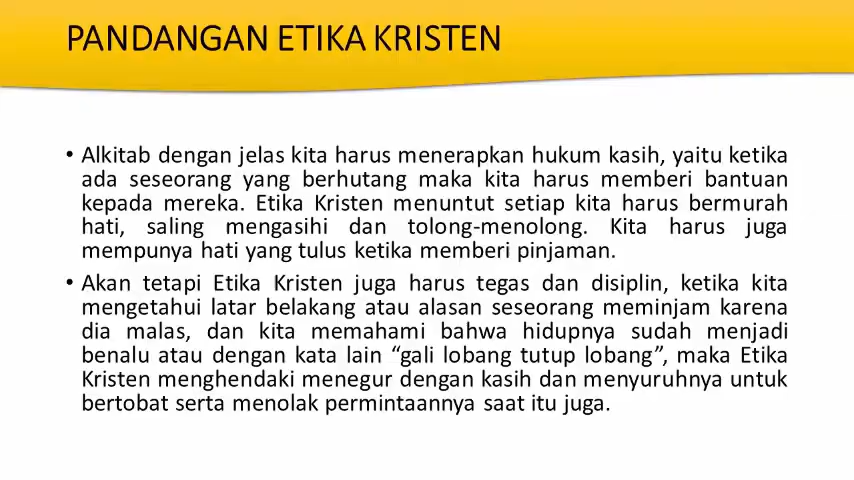 PANDANGAN ETIKA KRISTEN
• Alkitab dengan jelas kita harus menerapkan hukum kasih, yaitu ketika
ada seseorang yang berhutang maka kita harus memberi bantuan
kepada mereka. Etika Kristen menuntut setiap kita harus bermurah
hati, saling mengasihi dan tolong-menolong. Kita harus juga
mempunya hati yang tulus ketika memberi pinjaman.
• Akan tetapi Etika Kristen juga harus tegas dan disiplin, ketika kita
mengetahui latar belakang atau alasan seseorang meminjam karena
dia malas, dan kita memahami bahwa hidupnya sudah menjadi
benalu atau dengan kata lain “gali lobang tutup lobang”, maka Etika
Kristen menghendaki menegur dengan kasih dan menyuruhnya untuk
bertobat serta menolak permintaannya saat itu juga.